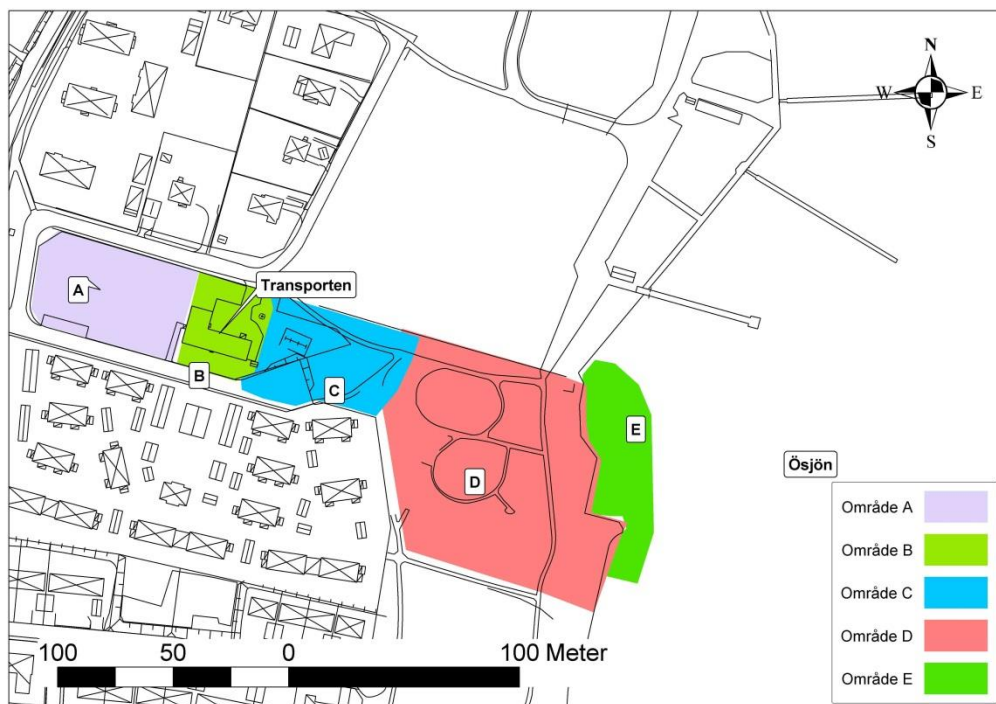 N
W E
S
A
Transporten
B
C
E
D
Ösjön
Område A
Område B
Område C
Område D
Område E
100 50 0 100 Meter